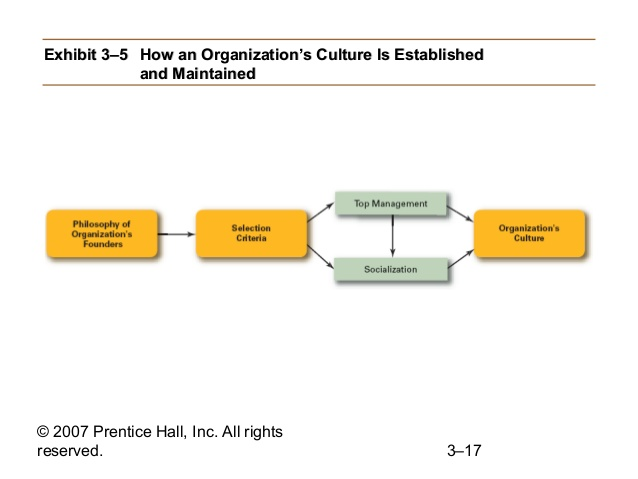 Exhibit 3–5 How an Organization’s Culture Is Established
and Maintained
Philosophy of
Organization's
Founders
Selection
Criteria
Top Management
Socialization
Organization's
Culture
© 2007 Prentice Hall, Inc. All rights
reserved. 3–17